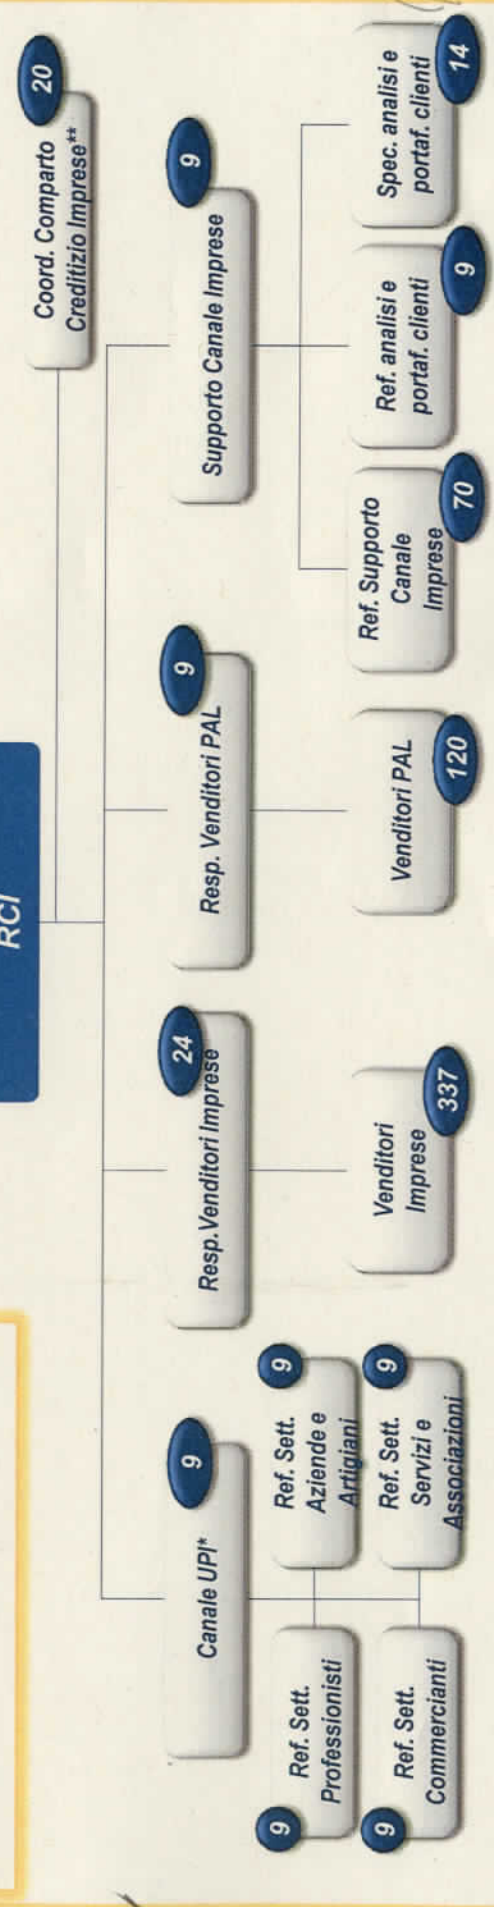 RCI
20
Coord. Comparto
Creditizio Imprese**
9
Canale UPI*
24
Resp.Venditori Imprese
9
Resp. Venditori PAL
9
Supporto Canale Imprese
9
Ref. Sett.
Professionisti
9
Ref. Sett.
Aziende e
Artigiani
9
Ref. Sett.
Commercianti
9
Ref. Sett.
Servizi e
Associazioni
Venditori
Imprese
337
Venditori PAL
120
Ref. Supporto
Canale
Imprese
70
Ref. analisi e
portaf. clienti
9
Spec. analisi e
portaf. clienti
14